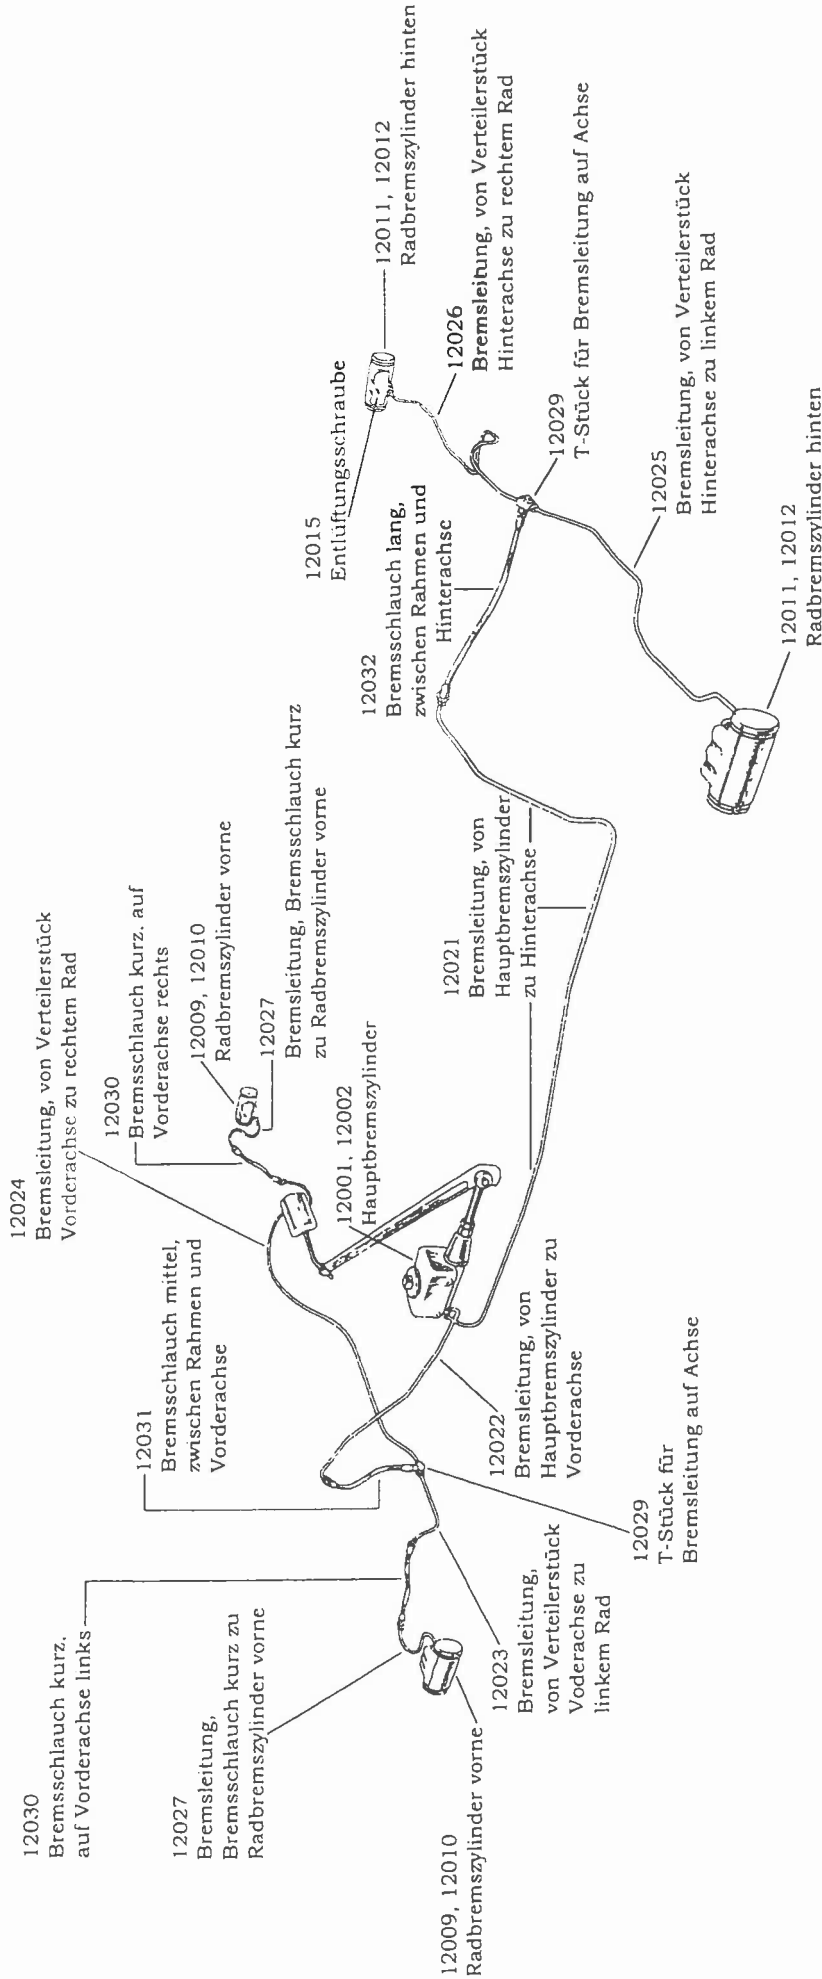 12030
Bremsschlauch kurz.
auf Vorderachse links
12027
Bremsleitung,
Bremsschlauch kurz zu
Radbremszylinder vorne
12009, 12010
Radbremszylinder vorne
12023
Bremsleitung,
von Verteilerstück
Voderachse zu
linkem Rad
12031
Bremsschlauch mittel,
zwischen Rahmen und
Vorderachse
12029
T-Stück für
Bremsleitung auf Achse
12022
Bremsleitung, von
Hauptbremszylinder zu
Vorderachse
12024
Bremsleitung, von Verteilerstück
Vorderachse zu rechtem Rad
12030
Bremsschlauch kurz. auf
Vorderachse rechts
12009, 12010
Radbremszylinder vorne
12027
Bremsleitung, Bremsschlauch kurz
zu Radbremszylinder vorne
12001, 12002
Hauptbremszylinder
12021
Bremsleitung, von
Hauptbremszylinder
zu Hinterachse
12032
Bremsschlauch lang,
zwischen Rahmen und
Hinterachse
12015
Entlüftungsschraube
12011, 12012
Radbremszylinder hinten
12026
Bremsleitung, von Verteilerstück
Hinterachse zu rechtem Rad
12029
T-Stück für Bremsleitung auf Achse
12025
Bremsleitung, von Verteilerstück
Hinterachse zu linkem Rad
12011, 12012
Radbremszylinder hinten